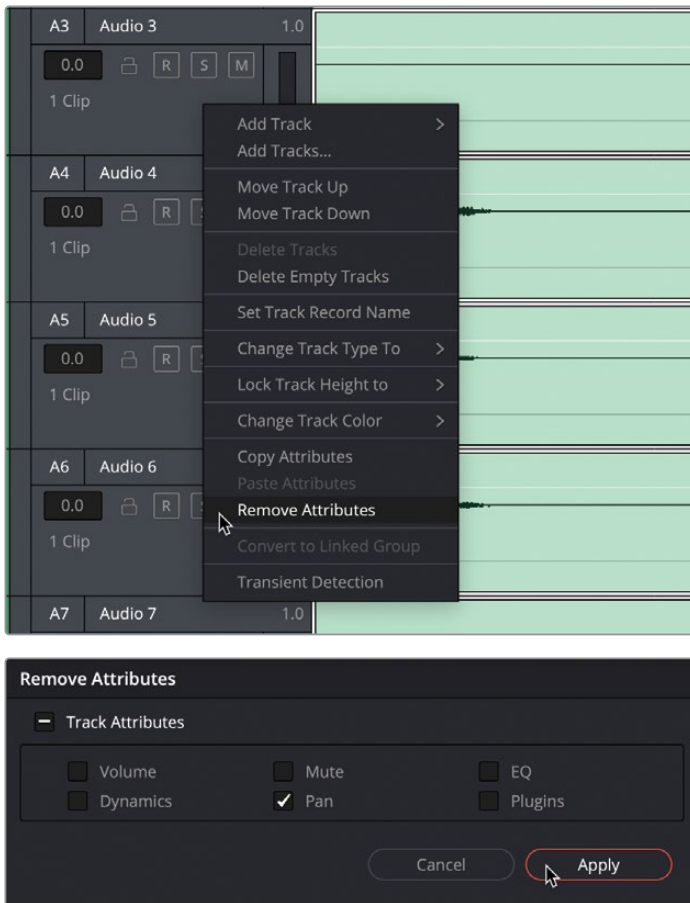 A3 Audio 3 1.0
0.0 R S M
1 Clip
Add Track
Add Tracks...
A4 Audio 4
Move Track Up
0.0 R
Move Track Down
1 Clip
Delete Tracks
Delete Empty Tracks
A5 Audio 5
Set Track Record Name
0.0 R
Change Track Type To
1 Clip
Lock Track Height to
Change Track Color
A6 Audio 6
Copy Attributes
Paste Attributes
0.0 R
Remove Attributes
1 Clip
Convert to Linked Group
Transient Detection
A7 Audio 7 1.0
Remove Attributes
Track Attributes
Volume Mute EQ
Dynamics Pan Plugins
Cancel Apply